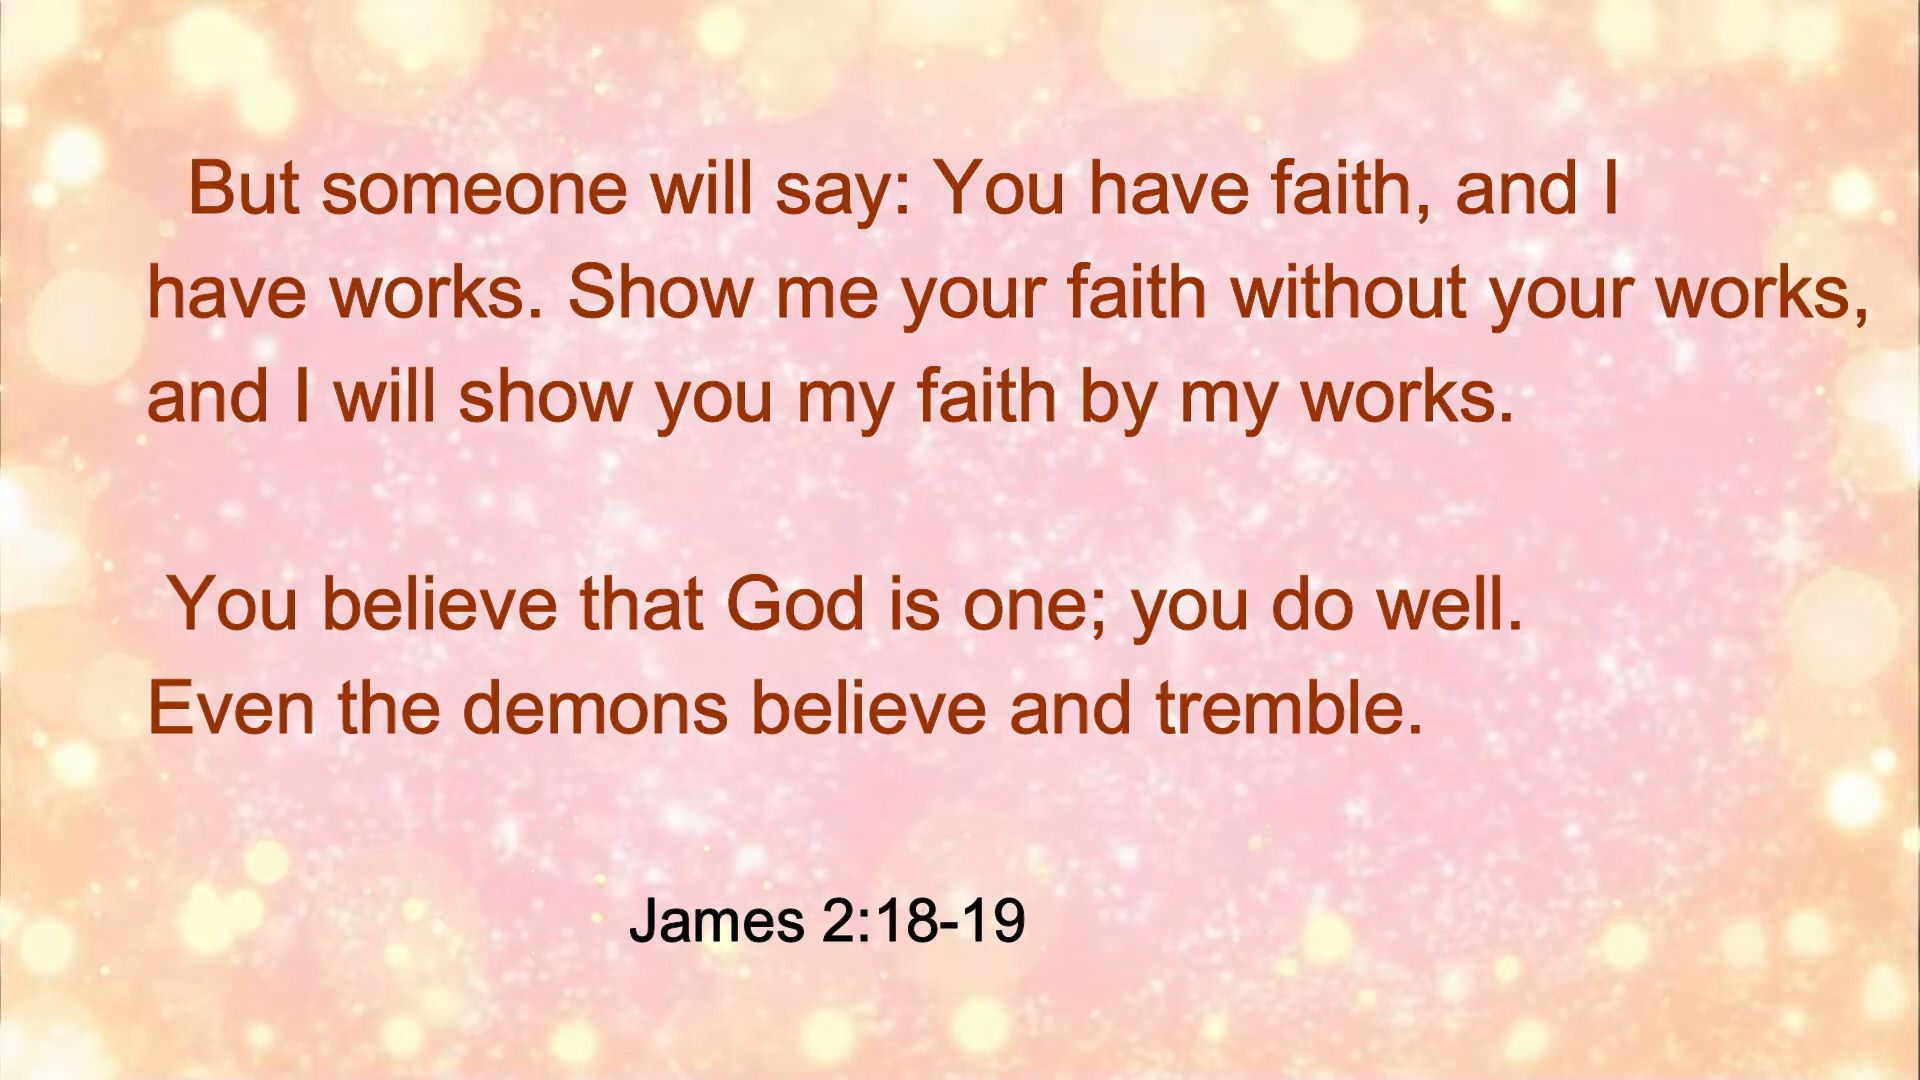 But someone will say: You have faith, and I
have works. Show me your faith without your works,
and I will show you my faith by my works.
You believe that God is one; you do well.
Even the demons believe and tremble.
James 2:18-19